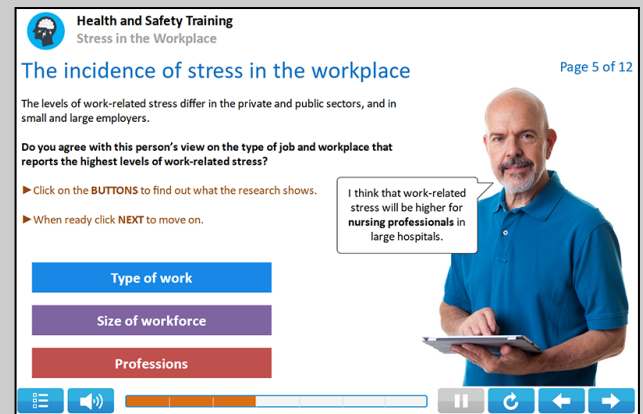 Health and Safety Training
Stress in the Workplace
The incidence of stress in the workplace
Page 5 of 12
The levels of work-related stress differ in the private and public sectors, and in
small and large employers.
Do you agree with this person's view on the type of job and workplace that
reports the highest levels of work-related stress?
►Click on the BUTTONS to find out what the research shows.
►When ready click NEXT to move on.
I think that work-related
stress will be higher for
nursing professionals in
large hospitals.
Type of work
Size of workforce
Professions